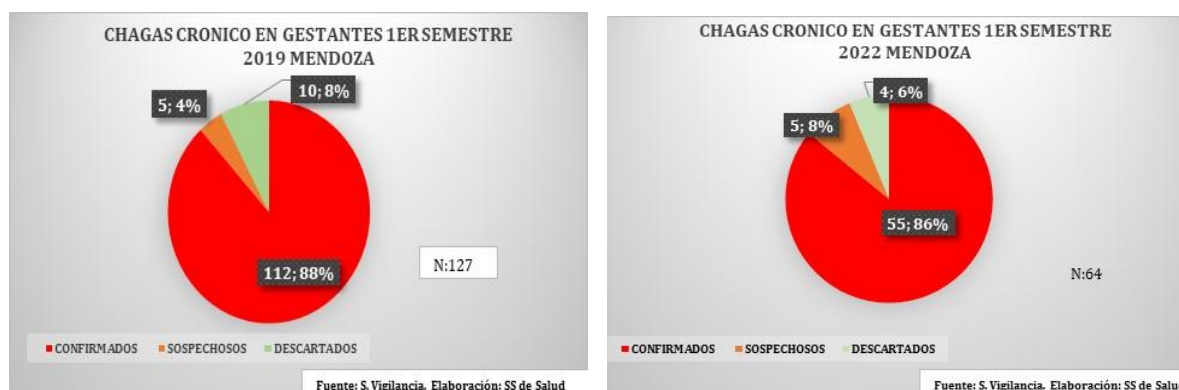 CHAGAS CRONICO EN GESTANTES 1ER SEMESTRE
2019 MENDOZA
10; 8%
5; 4%
112; 88%
N:127
CONFIRMADOS SOSPECHOSOS DESCARTADOS
Fuente: S. Vigilancia. Elaboración: SS de Salud
CHAGAS CRONICO EN GESTANTES 1ER SEMESTRE
2022 MENDOZA
4; 6%
5; 8%
55; 86%
N:64
CONFIRMADOS SOSPECHOSOS DESCARTADOS
Fuente: S. Vigilancia. Elaboración: SS de Salu